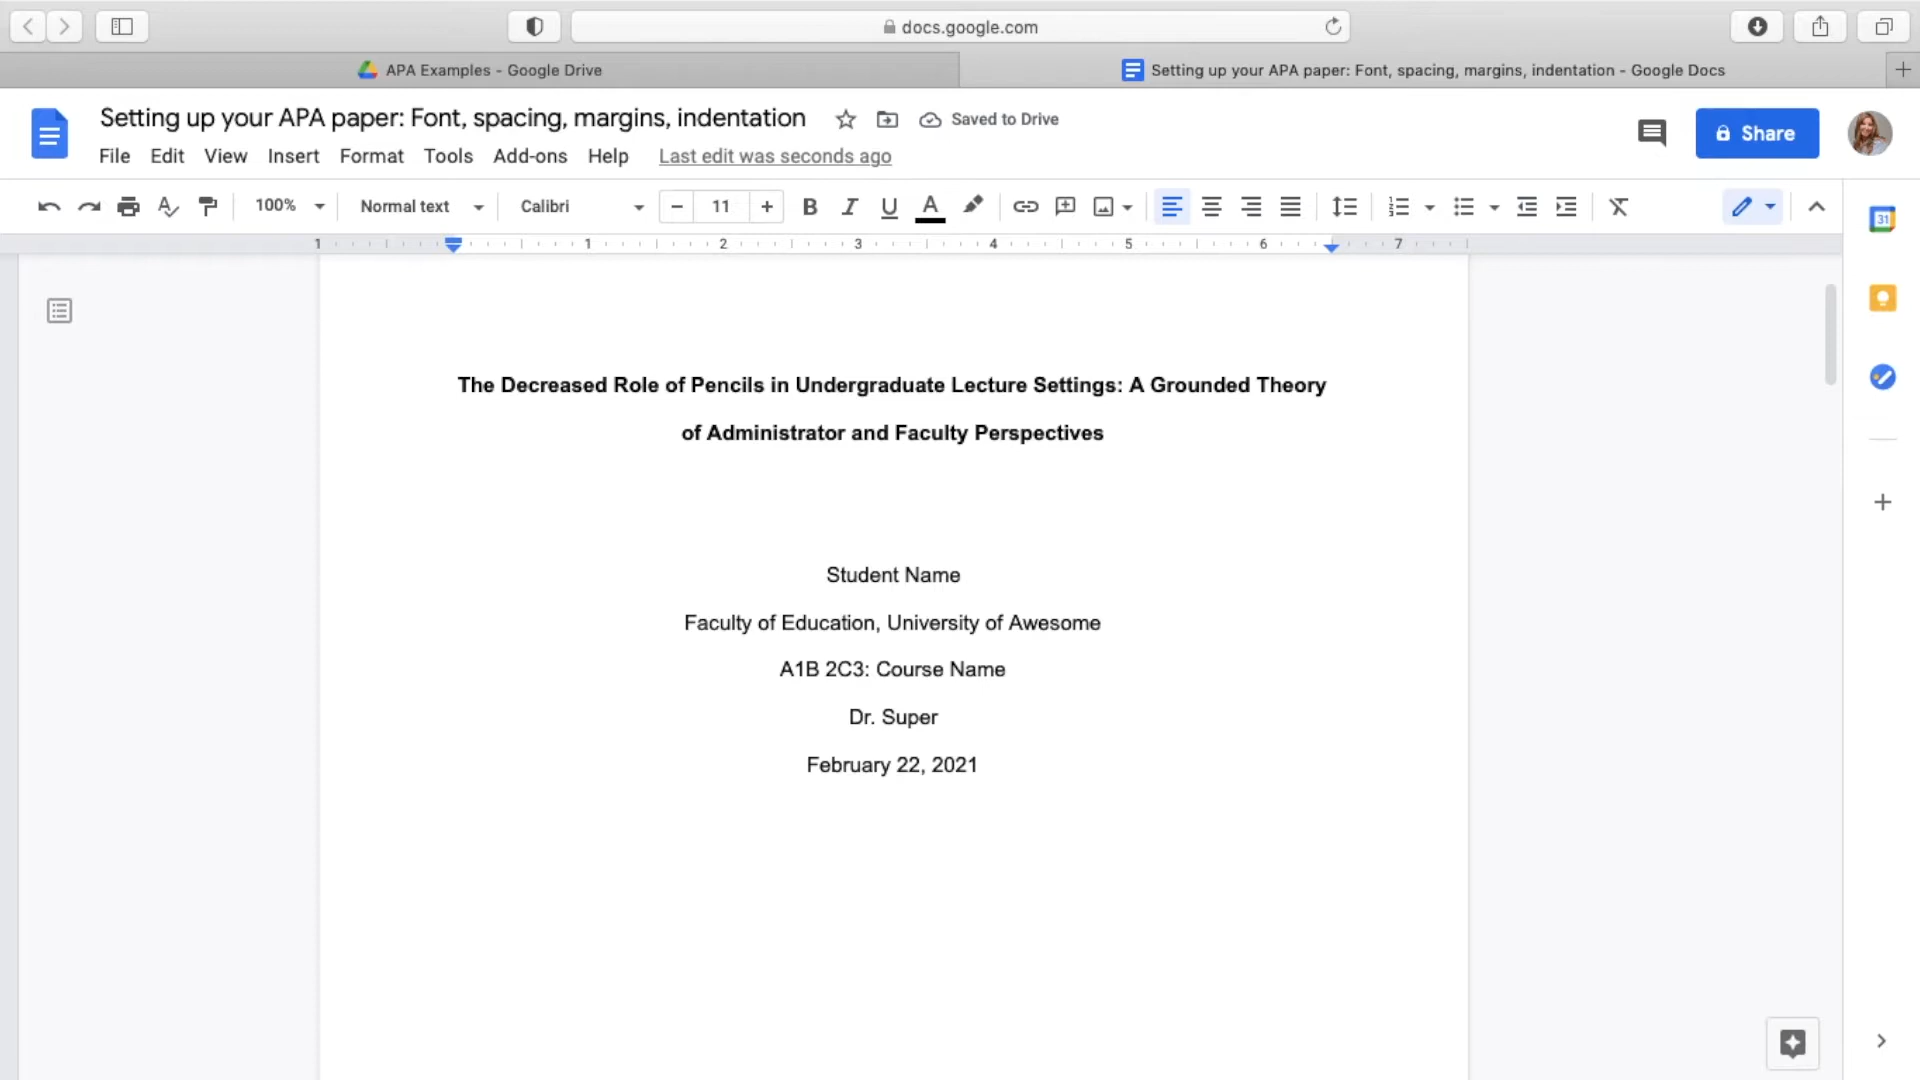 docs.google.com
APA Examples - Google Drive
Setting up your APA paper: Font, spacing, margins, indentation - Google Docs
Setting up your APA paper: Font, spacing, margins, indentation
Saved to Drive
Share
File Edit View Insert Format Tools Add-ons Help Last edit was seconds ago
100% Normal text Calibri 11 B I U A
31
1 1 2 3 4 5 6 7
The Decreased Role of Pencils in Undergraduate Lecture Settings: A Grounded Theory
of Administrator and Faculty Perspectives
Student Name
Faculty of Education, University of Awesome
A1B 2C3: Course Name
Dr. Super
February 22, 2021